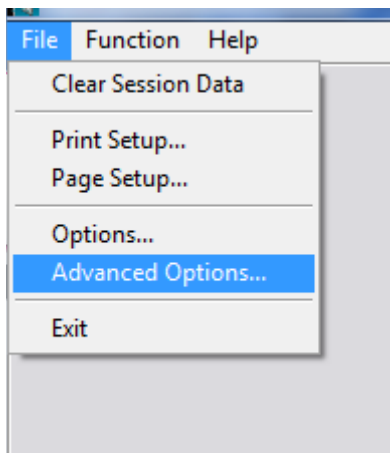 File Function Help
Clear Session Data
Print Setup...
Page Setup...
Options...
Advanced Options...
Exit